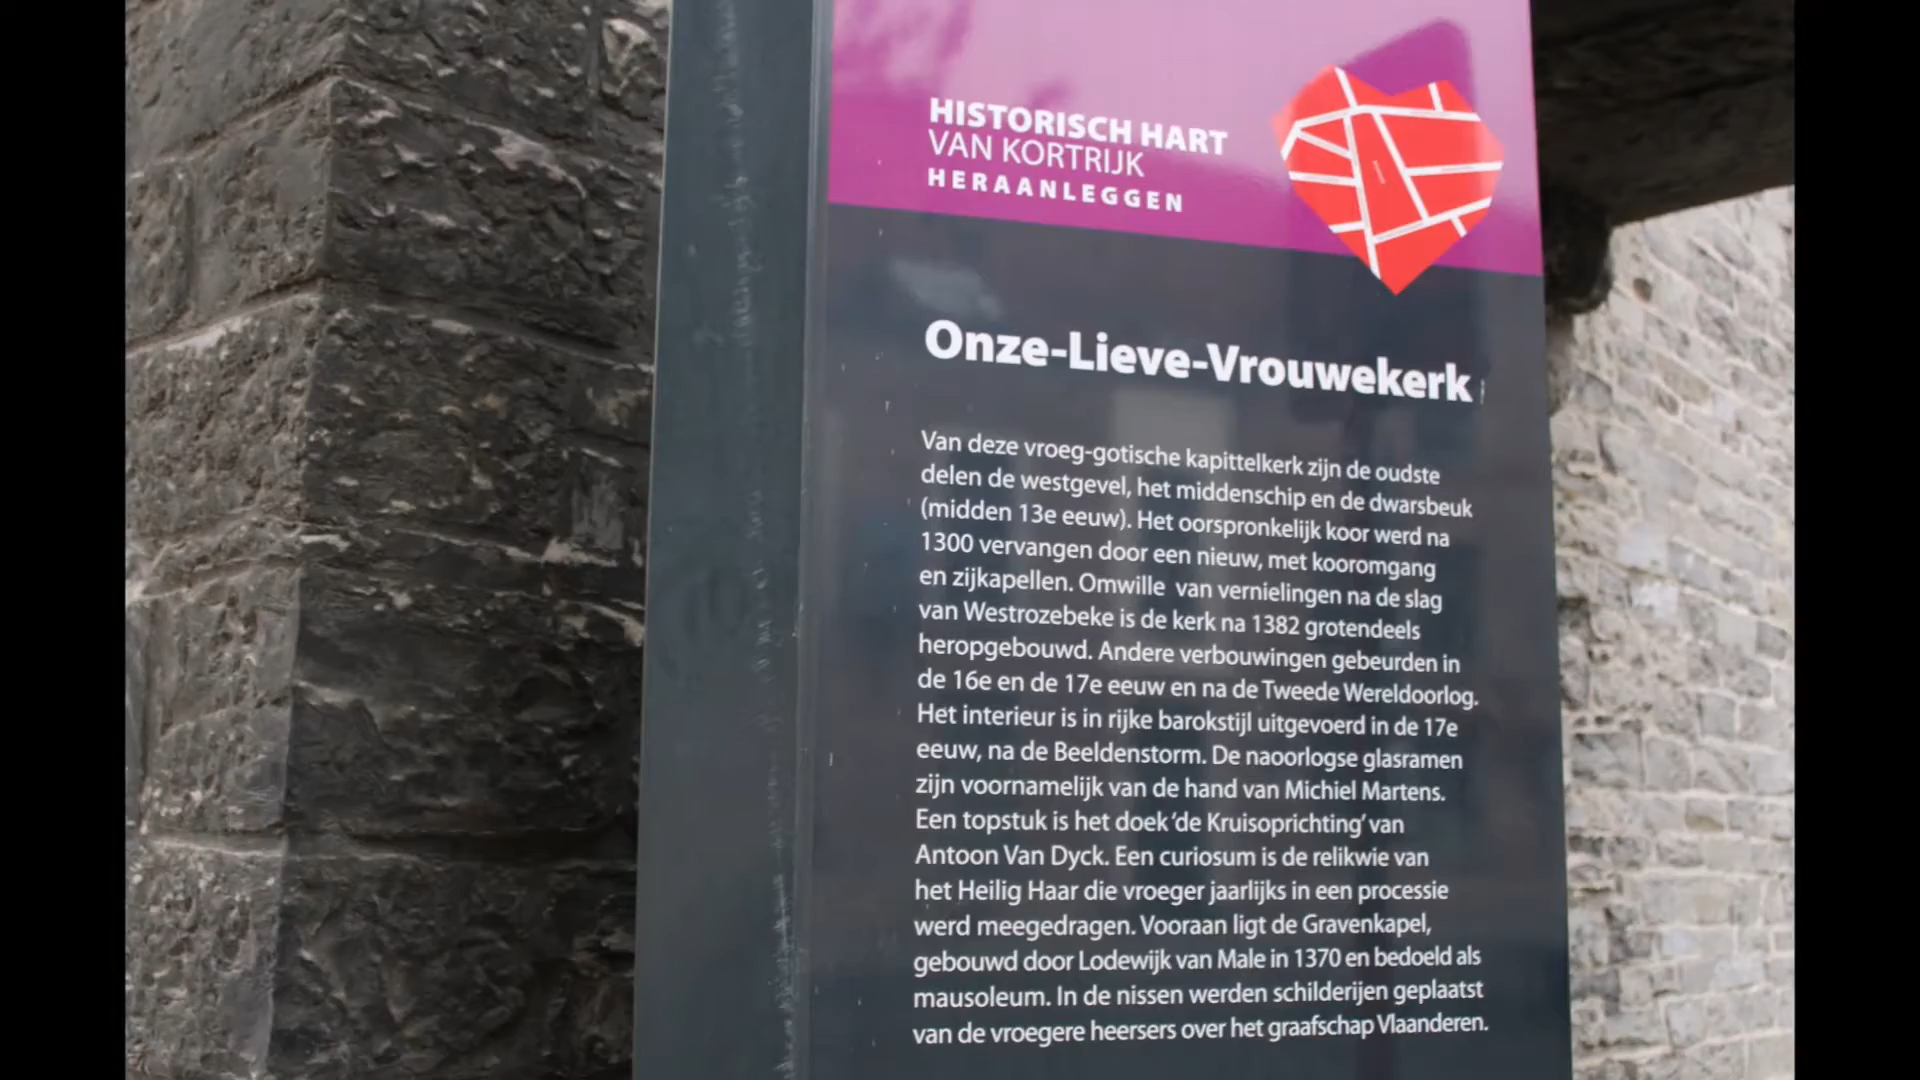 HISTORISCH HART
VAN KORTRIJK
HERAANLEGGEN
Onze-Lieve-Vrouwekerk
Van deze vroeg-gotische kapittelkerk zijn de oudste
delen de westgevel, het middenschip en de dwarsbeuk
(midden 13e eeuw). Het oorspronkelijk koor werd na
1300 vervangen door een nieuw, met kooromgang
en zijkapellen. Omwille van vernielingen na de slag
van Westrozebeke is de kerk na 1382 grotendeels
heropgebouwd. Andere verbouwingen gebeurden in
de 16e en de 17e eeuw en na de Tweede Wereldoorlog.
Het interieur is in rijke barokstijl uitgevoerd in de 17e
eeuw, na de Beeldenstorm. De naoorlogse glasramen
zijn voornamelijk van de hand van Michiel Martens.
Een topstuk is het doek ‘de Kruisoprichting’ van
Antoon Van Dyck. Een curiosum is de relikwie van
het Heilig Haar die vroeger jaarlijks in een processie
werd meegedragen. Vooraan ligt de Gravenkapel,
gebouwd door Lodewijk van Male in 1370 en bedoeld als
mausoleum. In de nissen werden schilderijen geplaatst
van de vroegere heersers over het graafschap Vlaanderen.